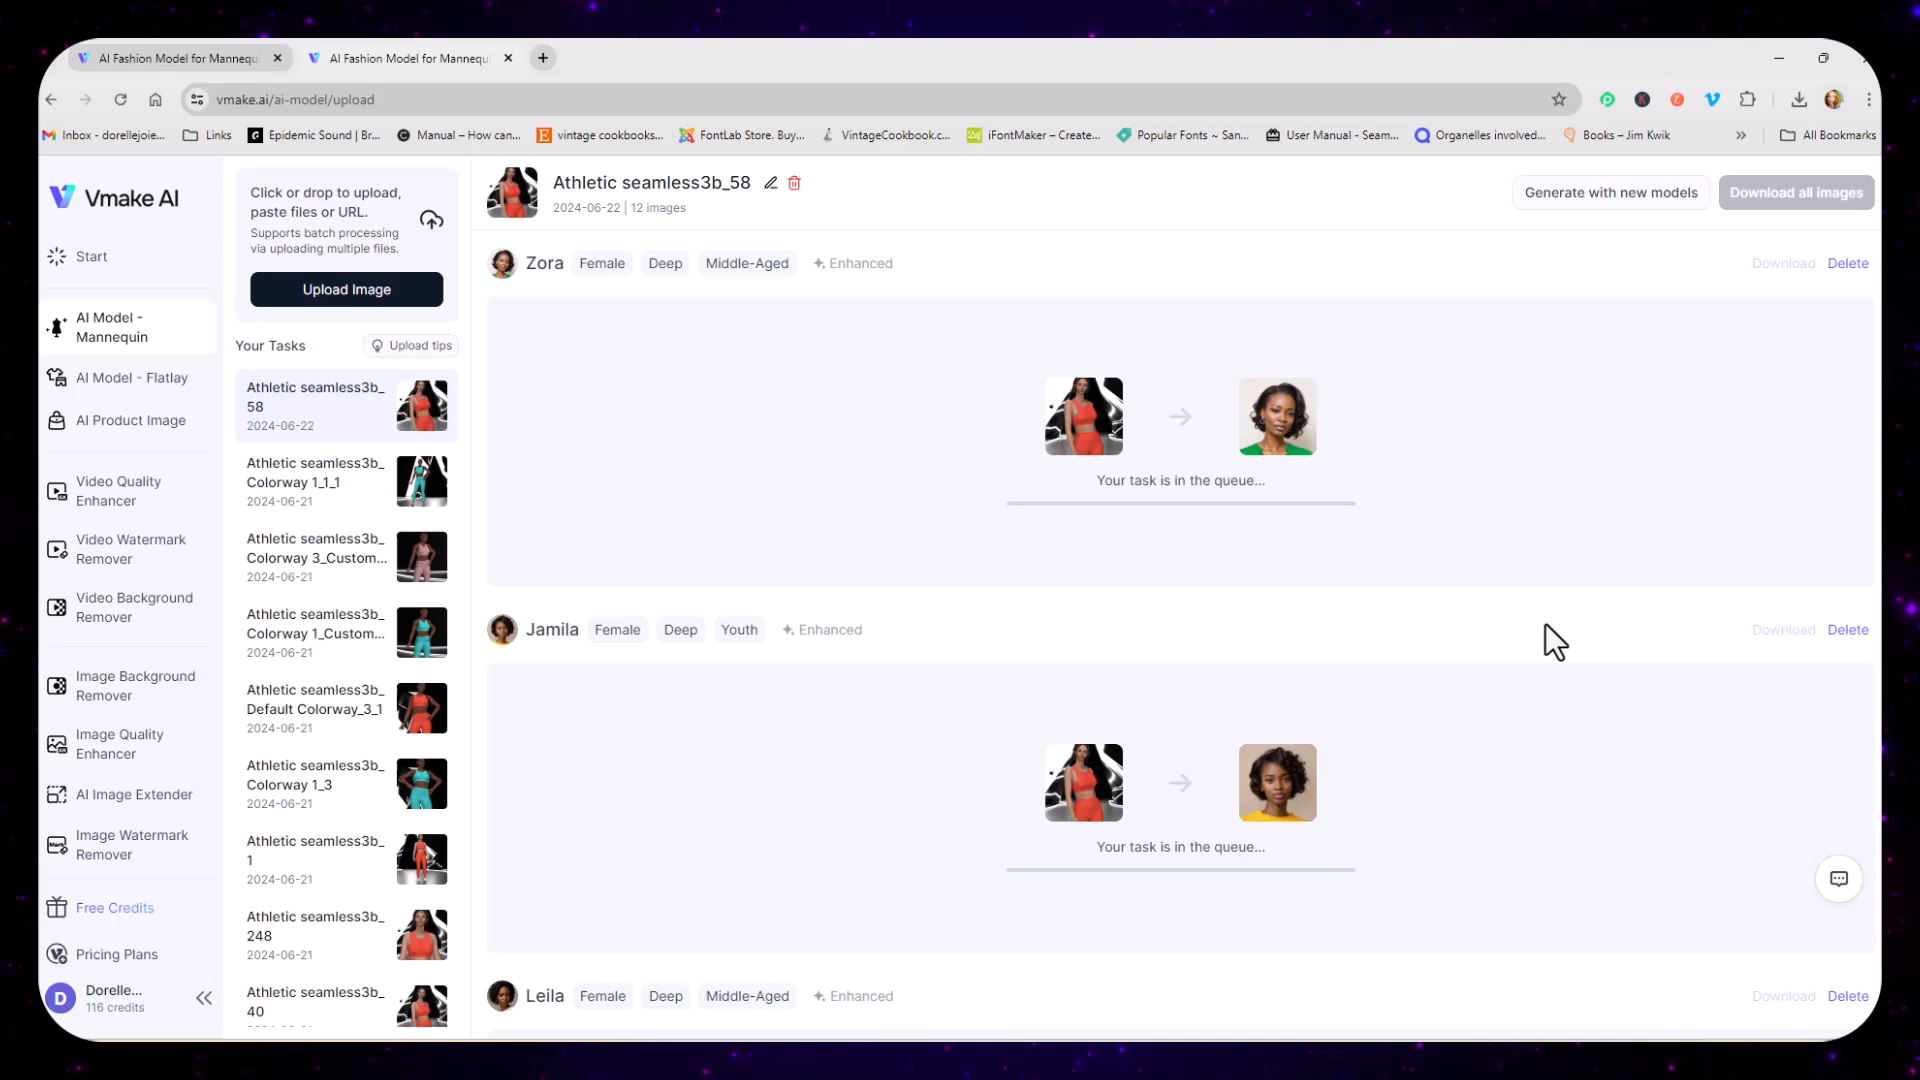 AI Fashion Model for Mannequ
AI Fashion Model for Mannequ
vmake.ai/ai-model/upload
Inbox - dorellejoie...
Links
Epidemic Sound | Br...
Manual – How can...
vintage cookbooks...
FontLab Store. Buy...
VintageCookbook.c...
iFontMaker – Create...
Popular Fonts ~ San...
User Manual - Seam...
Organelles involved...
Books – Jim Kwik
All Bookmarks
Vmake AI
Start
AI Model -
Mannequin
AI Model - Flatlay
AI Product Image
Video Quality
Enhancer
Video Watermark
Remover
Video Background
Remover
Image Background
Remover
Image Quality
Enhancer
AI Image Extender
Image Watermark
Remover
Free Credits
Pricing Plans
D
Dorelle...
116 credits
Click or drop to upload,
paste files or URL.
Supports batch processing
via uploading multiple files.
Upload Image
Your Tasks
Upload tips
Athletic seamless3b_
58
2024-06-22
Athletic seamless3b_
Colorway 1_1_1
2024-06-21
Athletic seamless3b_
Colorway 3_Custom...
2024-06-21
Athletic seamless3b_
Colorway 1_Custom...
2024-06-21
Athletic seamless3b_
Default Colorway_3_1
2024-06-21
Athletic seamless3b_
Colorway 1_3
2024-06-21
Athletic seamless3b_
1
2024-06-21
Athletic seamless3b_
248
2024-06-21
Athletic seamless3b_
40
Athletic seamless3b_58
2024-06-22 | 12 images
Generate with new models
Download all images
Zora Female Deep Middle-Aged Enhanced
Download Delete
Your task is in the queue...
Jamila Female Deep Youth Enhanced
Download Delete
Your task is in the queue...
Leila Female Deep Middle-Aged Enhanced
Download Delete